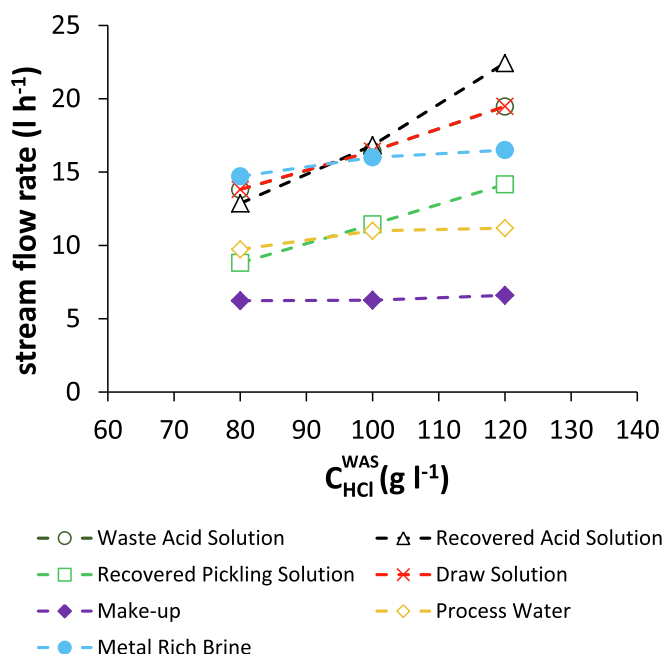 stream flow rate (l h⁻¹)
25
20
15
10
5
0
60 70 80 90 100 110 120 130 140
C_HCl^WAS (g l⁻¹)
Waste Acid Solution Recovered Acid Solution
Recovered Pickling Solution Draw Solution
Make-up Process Water
Metal Rich Brine